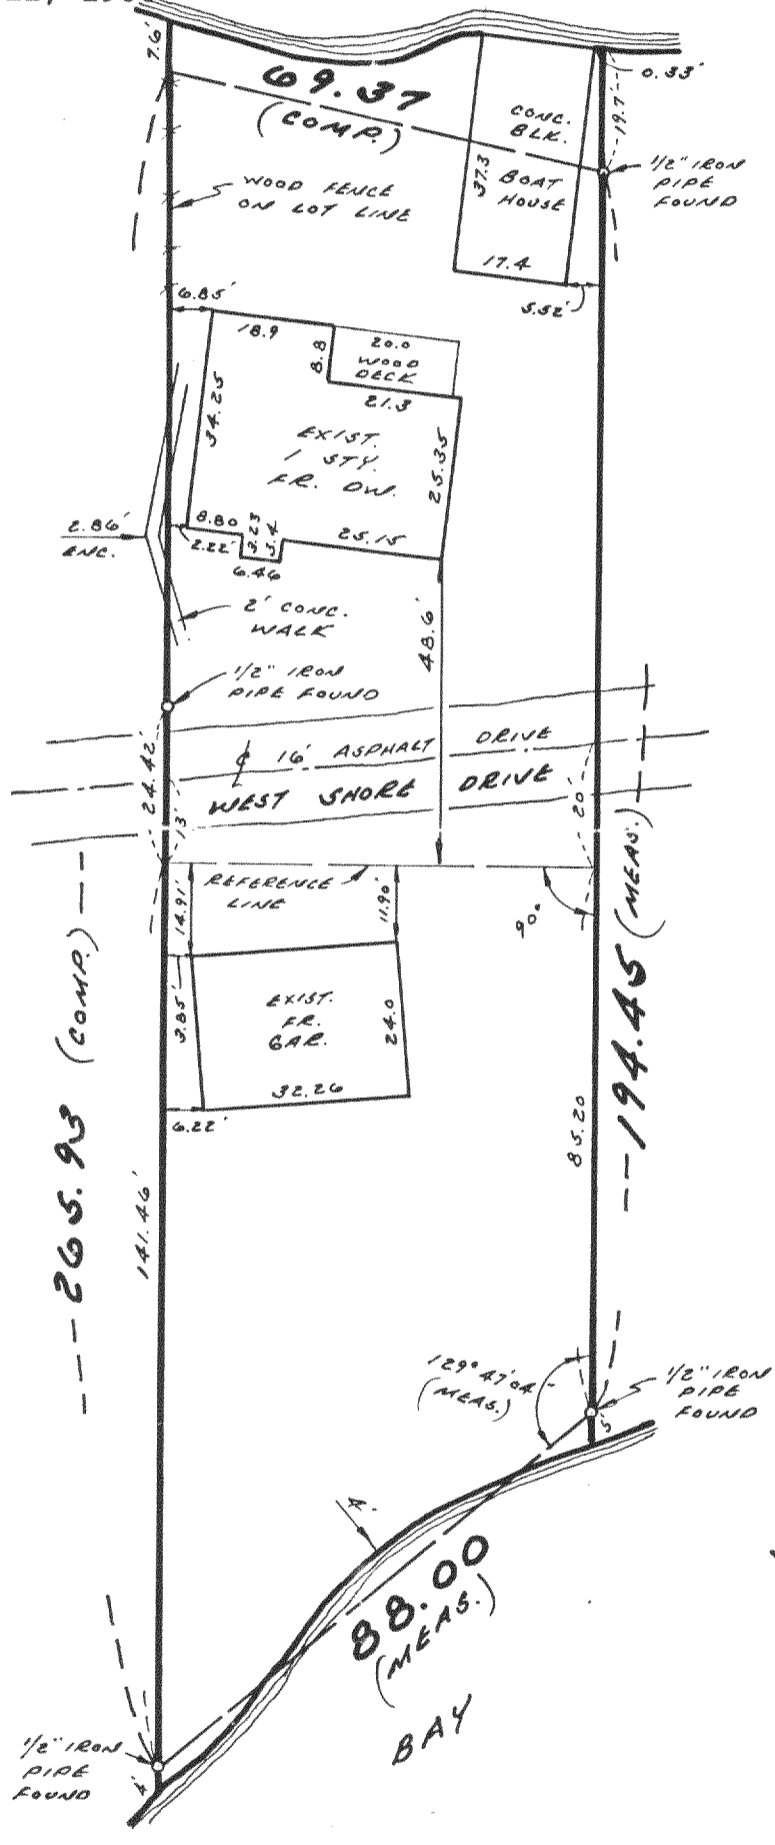 7.6'
69.37
(COMP.)
0.33'
19.7'
CONC.
BLK.
BOAT
HOUSE
37.3
17.4
5.52'
1/2" IRON
PIPE
FOUND
WOOD FENCE
ON LOT LINE
6.85'
18.9
8.8
20.0
WOOD
DECK
21.3
34.25
EXIST.
1 STY.
FR. DW.
25.35
2.86'
ENC.
8.80
2.22'
3.23
3.4
6.46
25.15
2' CONC.
WALK
48.6'
1/2" IRON
PIPE FOUND
24.42'
₵ 16' ASPHALT DRIVE
WEST SHORE DRIVE
13'
20'
REFERENCE
LINE
14.91'
11.90'
90°
194.45 (MEAS.)
3.85'
EXIST.
FR.
GAR.
24.0
32.26
6.22'
265.93 (COMP.)
141.46'
85.20
129° 47' 04"
(MEAS.)
1/2" IRON
PIPE
FOUND
5'
88.00
(MEAS.)
BAY
1/2" IRON
PIPE
FOUND
4'